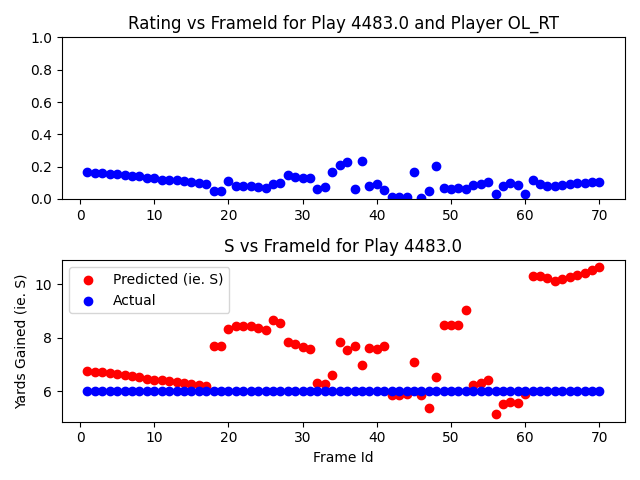 Rating vs FrameId for Play 4483.0 and Player OL_RT
1.0
0.8
0.6
0.4
0.2
0.0
0 10 20 30 40 50 60 70
S vs FrameId for Play 4483.0
Predicted (ie. S)
Actual
Yards Gained (ie. S)
10
8
6
0 10 20 30 40 50 60 70
Frame Id